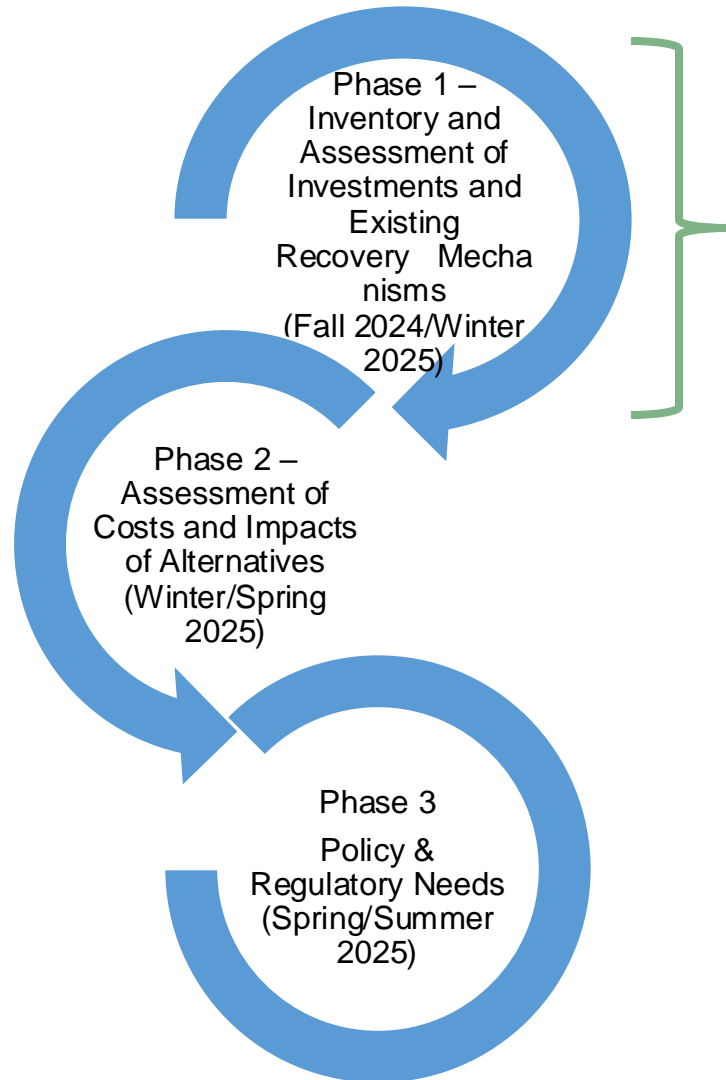 Phase 1 –
Inventory and
Assessment of
Investments and
Existing
Recovery Mecha
nisms
(Fall 2024/Winter
2025)
Phase 2 –
Assessment of
Costs and Impacts
of Alternatives
(Winter/Spring
2025)
Phase 3
Policy &
Regulatory Needs
(Spring/Summer
2025)